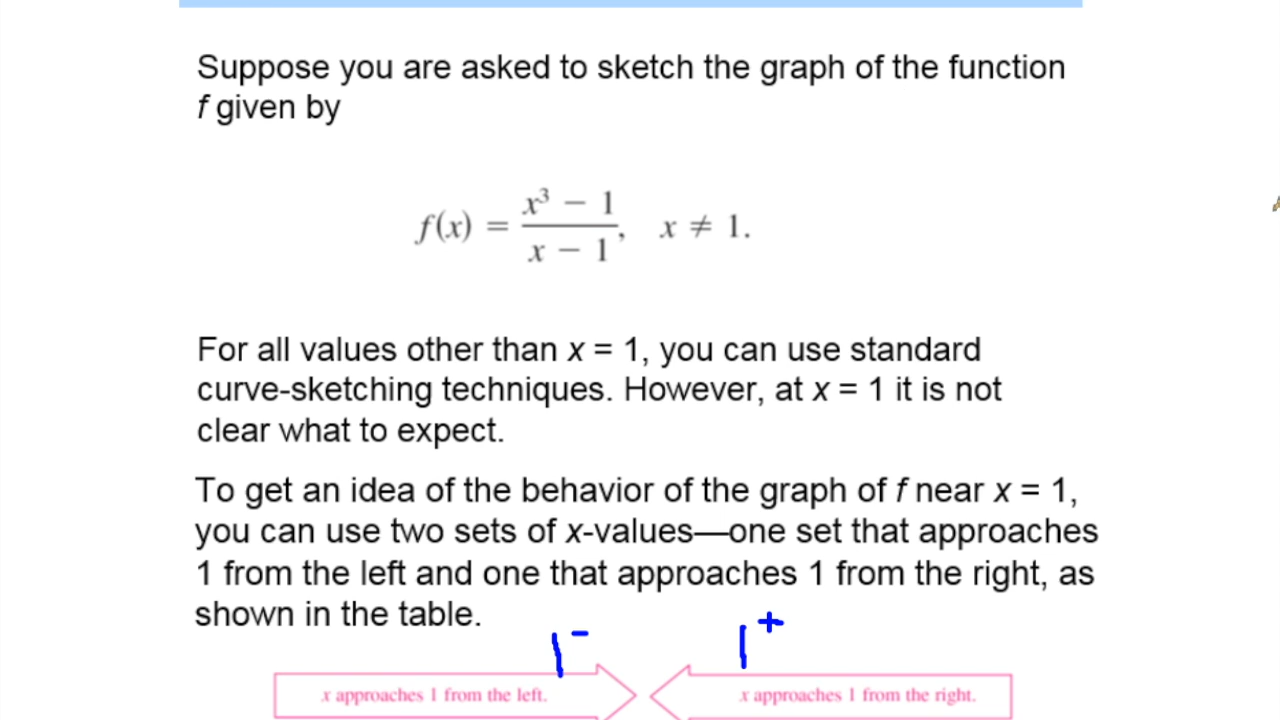 Suppose you are asked to sketch the graph of the function
f given by
f(x) = \frac{x³ − 1}{x − 1}, x ≠ 1.
For all values other than x = 1, you can use standard
curve-sketching techniques. However, at x = 1 it is not
clear what to expect.
To get an idea of the behavior of the graph of f near x = 1,
you can use two sets of x-values—one set that approaches
1 from the left and one that approaches 1 from the right, as
shown in the table.
1⁻ 1⁺
x approaches 1 from the left. x approaches 1 from the right.